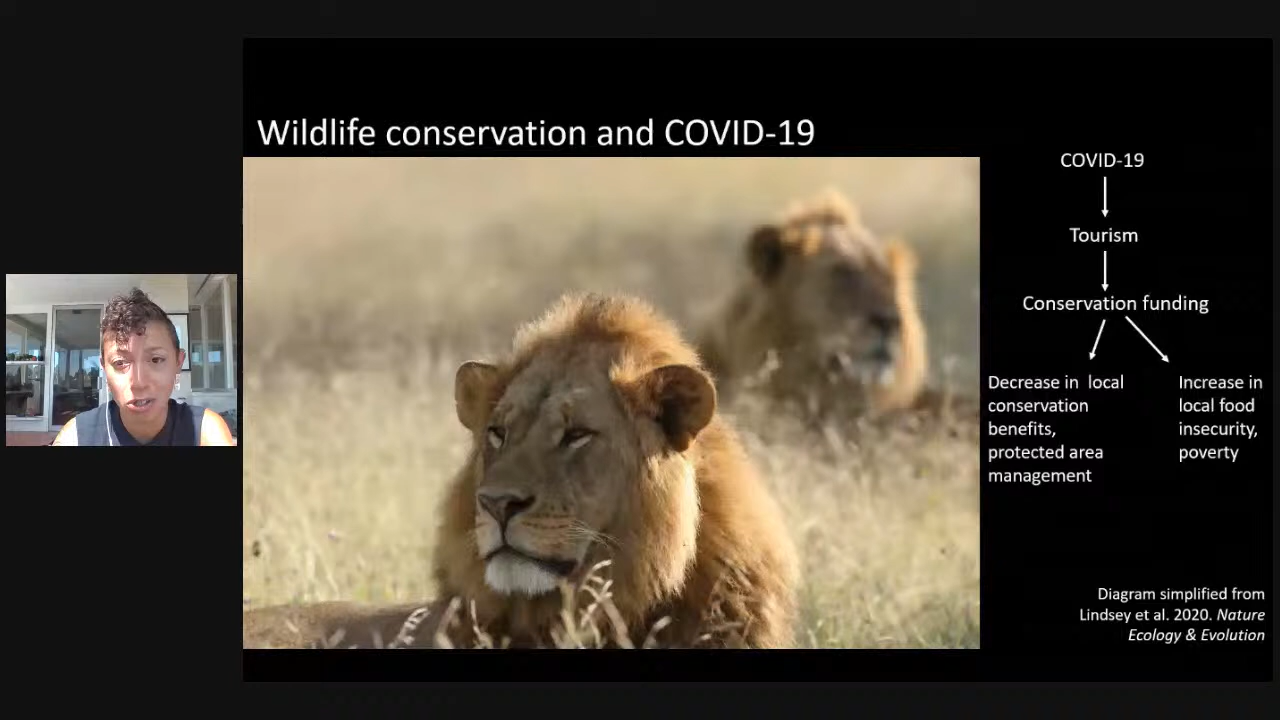 Wildlife conservation and COVID-19
COVID-19
Tourism
Conservation funding
Decrease in local
conservation
benefits,
protected area
management
Increase in
local food
insecurity,
poverty
Diagram simplified from
Lindsey et al. 2020. Nature
Ecology & Evolution